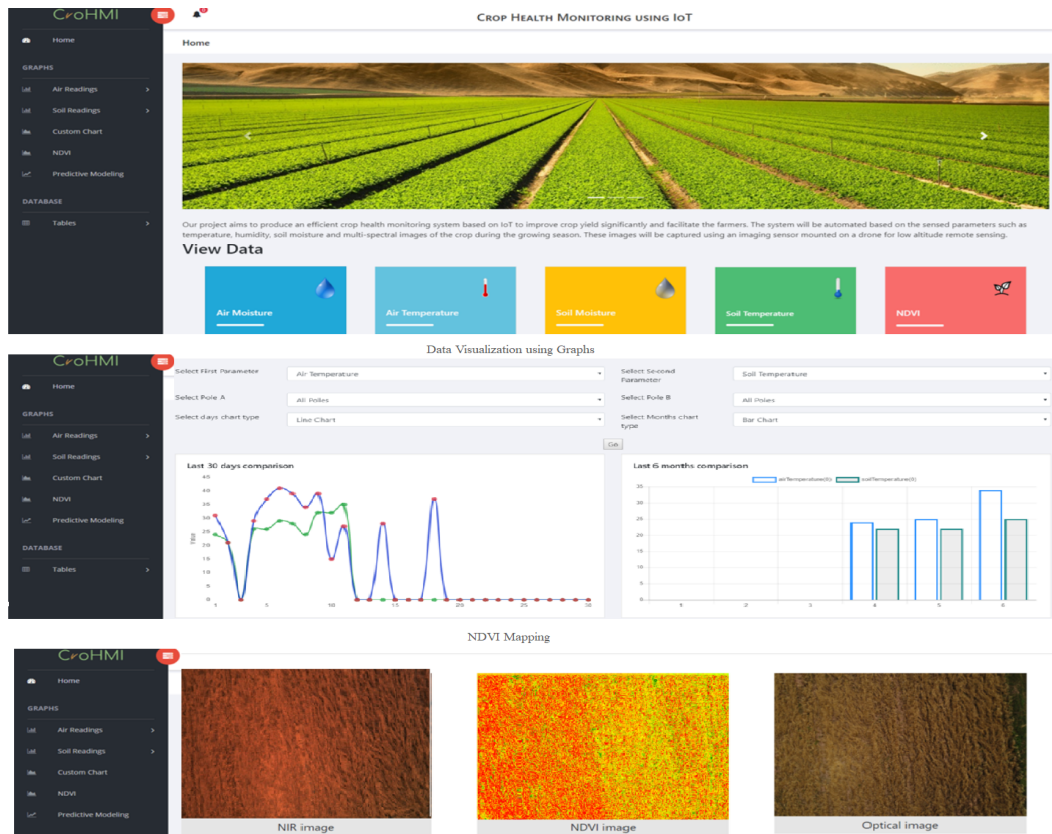 CroHMI
CROP HEALTH MONITORING USING IOT
Home
Home
GRAPHS
Air Readings
Soil Readings
Custom Chart
NDVI
Predictive Modeling
DATABASE
Tables
Our project aims to produce an efficient crop health monitoring system based on IoT to improve crop yield significantly and facilitate the farmers. The system will be automated based on the sensed parameters such as
temperature, humidity, soil moisture and multi-spectral images of the crop during the growing season. These images will be captured using an imaging sensor mounted on a drone for low altitude remote sensing.
View Data
Air Moisture
Air Temperature
Soil Moisture
Soil Temperature
NDVI
Data Visualization using Graphs
CroHMI
Home
GRAPHS
Air Readings
Soil Readings
Custom Chart
NDVI
Predictive Modeling
DATABASE
Tables
Select First Parameter
Air Temperature
Select Second
Parameter
Soil Temperature
Select Pole A
All Poles
Select Pole B
All Poles
Select days chart type
Line Chart
Select Months chart
type
Bar Chart
Go
Last 30 days comparison
45
40
35
30
25
20
15
10
5
0
Title
1 5 10 15 20 25 30
Last 6 months comparison
airTemperature(B) soilTemperature(B)
35
30
25
20
15
10
5
0
1 2 3 4 5 6
NDVI Mapping
CroHMI
Home
GRAPHS
Air Readings
Soil Readings
Custom Chart
NDVI
Predictive Modeling
NIR image
NDVI image
Optical image